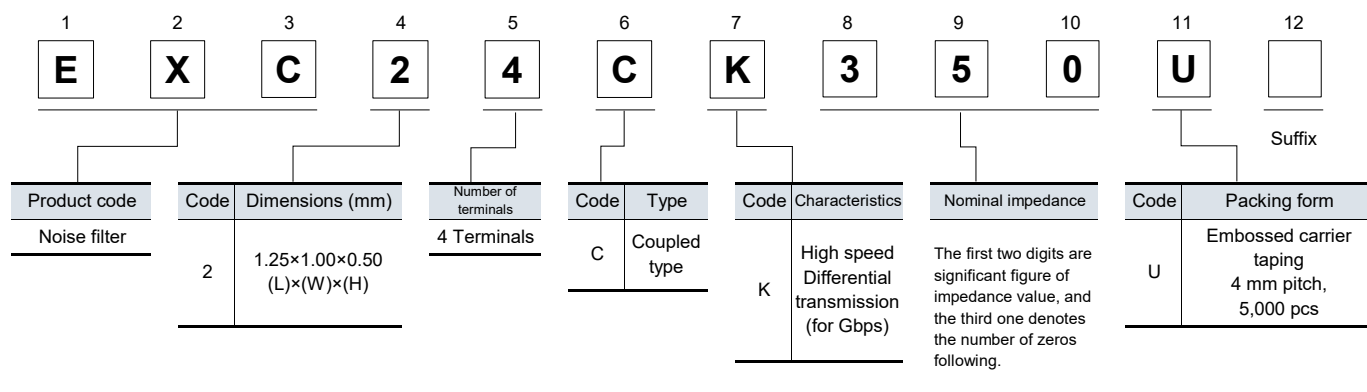 1 2 3 4 5 6 7 8 9 10 11 12
E X C 2 4 C K 3 5 0 U
Suffix
Product code
Noise filter
Code Dimensions (mm)
2 1.25×1.00×0.50
(L)×(W)×(H)
Number of
terminals
4 Terminals
Code Type
C Coupled
type
Code Characteristics
K High speed
Differential
transmission
(for Gbps)
Nominal impedance
The first two digits are
significant figure of
impedance value, and
the third one denotes
the number of zeros
following.
Code Packing form
U Embossed carrier
taping
4 mm pitch,
5,000 pcs